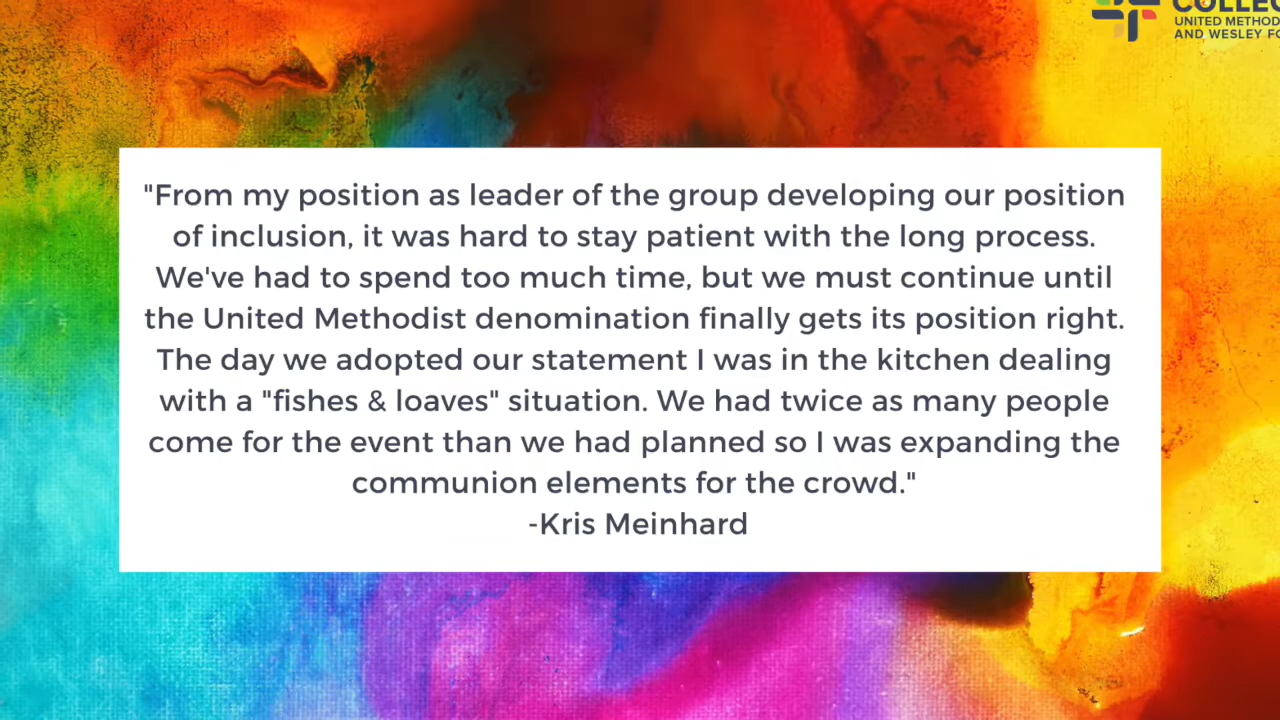 UNITED METHOD
AND WESLEY FO
"From my position as leader of the group developing our position
of inclusion, it was hard to stay patient with the long process.
We've had to spend too much time, but we must continue until
the United Methodist denomination finally gets its position right.
The day we adopted our statement I was in the kitchen dealing
with a "fishes & loaves" situation. We had twice as many people
come for the event than we had planned so I was expanding the
communion elements for the crowd."
-Kris Meinhard